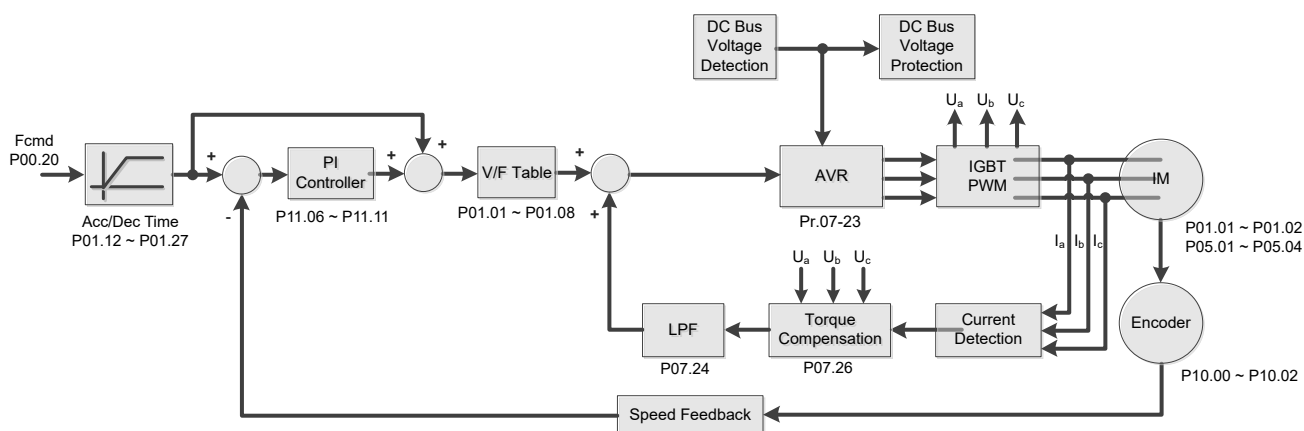 DC Bus
Voltage
Detection
DC Bus
Voltage
Protection
Ua
Ub
Uc
Fcmd
P00.20
+
+
+
-
Acc/Dec Time
P01.12 ~ P01.27
PI
Controller
P11.06 ~ P11.11
V/F Table
P01.01 ~ P01.08
+
+
AVR
Pr.07-23
IGBT
PWM
IM
P01.01 ~ P01.02
P05.01 ~ P05.04
Ia
Ib
Ic
Ua
Ub
Uc
LPF
P07.24
Torque
Compensation
P07.26
Current
Detection
Encoder
P10.00 ~ P10.02
Speed Feedback